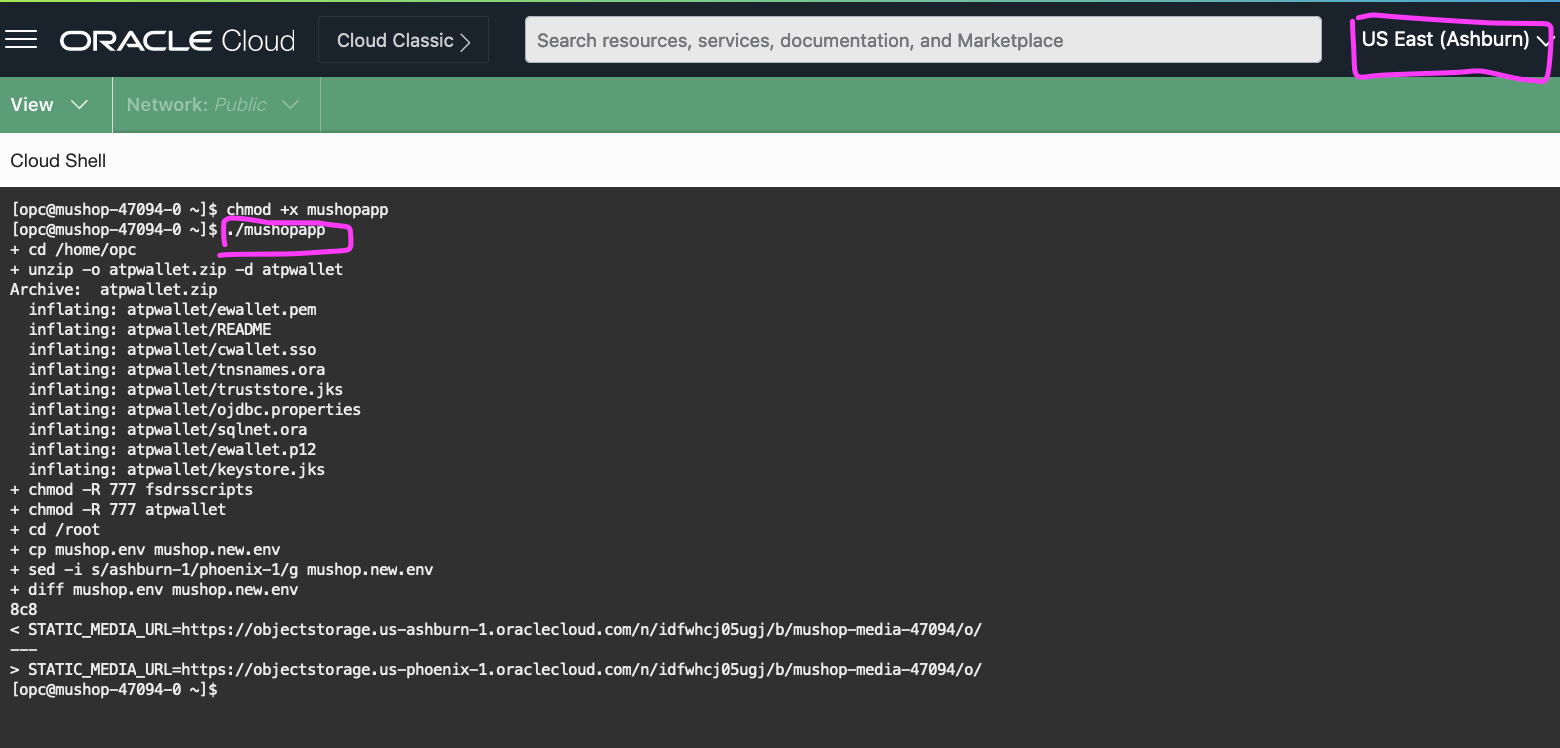 ORACLE Cloud
Cloud Classic
Search resources, services, documentation, and Marketplace
US East (Ashburn)
View
Network: Public
Cloud Shell
[opc@mushop-47094-0 ~]$ chmod +x mushopapp
[opc@mushop-47094-0 ~]$ ./mushopapp
+ cd /home/opc
+ unzip -o atpwallet.zip -d atpwallet
Archive:  atpwallet.zip
  inflating: atpwallet/ewallet.pem
  inflating: atpwallet/README
  inflating: atpwallet/cwallet.sso
  inflating: atpwallet/tnsnames.ora
  inflating: atpwallet/truststore.jks
  inflating: atpwallet/ojdbc.properties
  inflating: atpwallet/sqlnet.ora
  inflating: atpwallet/ewallet.p12
  inflating: atpwallet/keystore.jks
+ chmod -R 777 fsdrsscripts
+ chmod -R 777 atpwallet
+ cd /root
+ cp mushop.env mushop.new.env
+ sed -i s/ashburn-1/phoenix-1/g mushop.new.env
+ diff mushop.env mushop.new.env
8c8
< STATIC_MEDIA_URL=https://objectstorage.us-ashburn-1.oraclecloud.com/n/idfwhcj05ugj/b/mushop-media-47094/o/
---
> STATIC_MEDIA_URL=https://objectstorage.us-phoenix-1.oraclecloud.com/n/idfwhcj05ugj/b/mushop-media-47094/o/
[opc@mushop-47094-0 ~]$